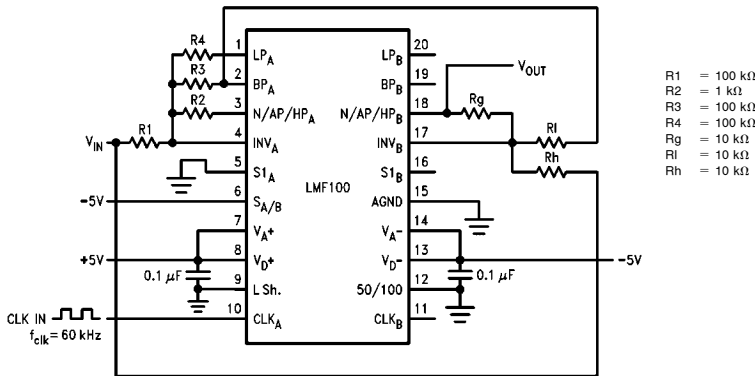 R4
R3
R2
R1
V_IN
-5V
+5V
0.1 μF
CLK IN
f_clk = 60 kHz
1 LP_A
2 BP_A
3 N/AP/HP_A
4 INV_A
5 S1_A
6 S_A/B
7 V_A+
8 V_D+
9 L Sh.
10 CLK_A
LMF100
LP_B 20
BP_B 19
N/AP/HP_B 18
INV_B 17
S1_B 16
AGND 15
V_A- 14
V_D- 13
50/100 12
CLK_B 11
V_OUT
Rg
Rl
Rh
0.1 μF
-5V
R1 = 100 kΩ
R2 = 1 kΩ
R3 = 100 kΩ
R4 = 100 kΩ
Rg = 10 kΩ
Rl = 10 kΩ
Rh = 10 kΩ